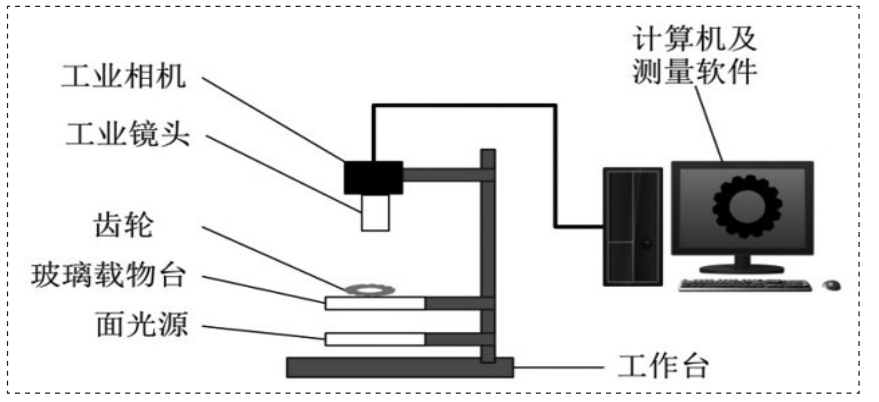 计算机及
测量软件
工业相机
工业镜头
齿轮
玻璃载物台
面光源
工作台